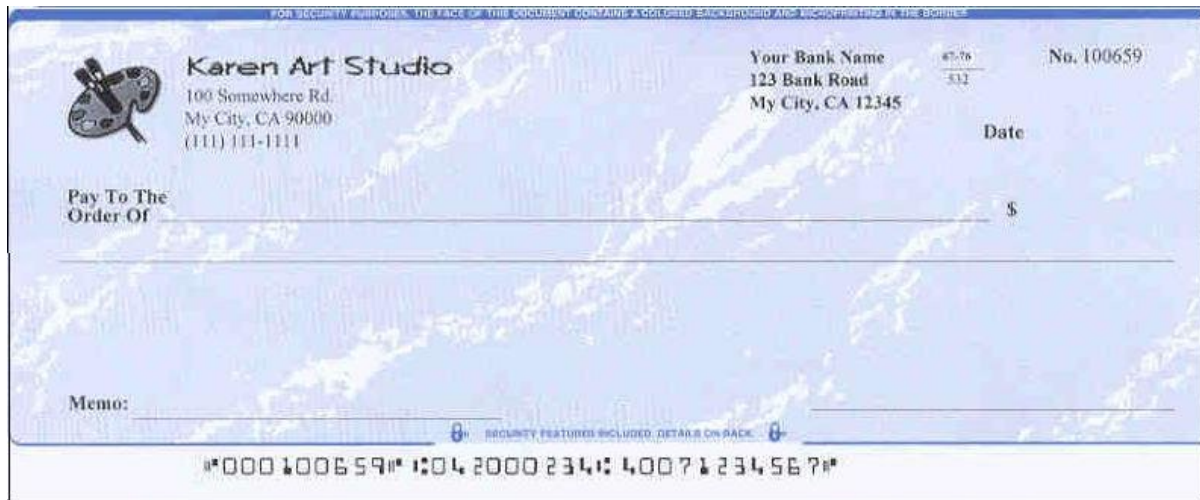 FOR SECURITY PURPOSES, THE FACE OF THIS DOCUMENT CONTAINS A COLORED BACKGROUND AND MICROPRINTING IN THE BORDER
Karen Art Studio
100 Somewhere Rd.
My City, CA 90000
(111) 111-1111
Your Bank Name
123 Bank Road
My City, CA 12345
67-76
532
No. 100659
Date
Pay To The
Order Of
$
Memo:
SECURITY FEATURES INCLUDED. DETAILS ON BACK.
⑈000100659⑈ ⑆042000234⑆ 40071234567⑈